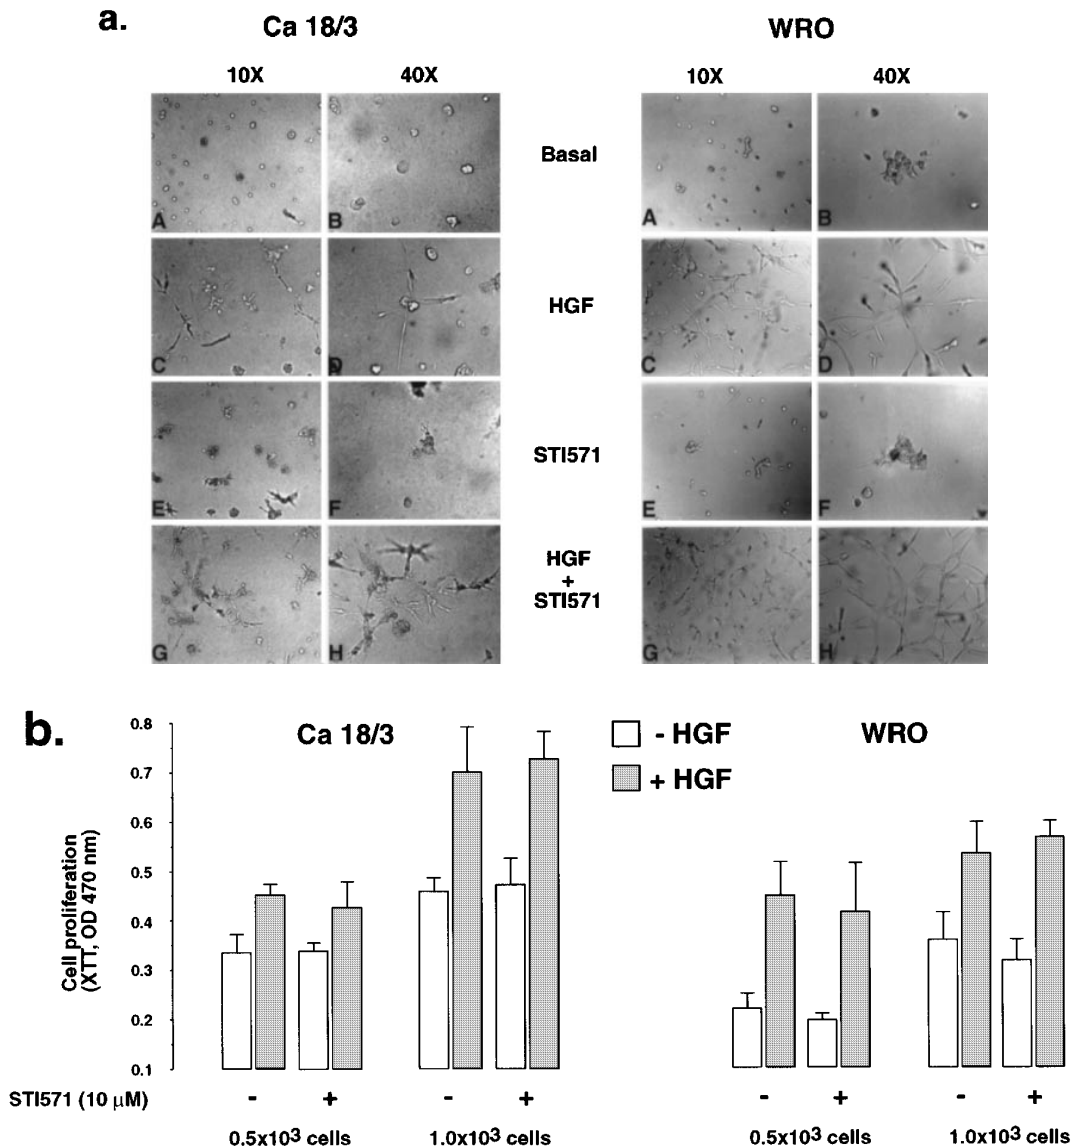 a.
Ca 18/3
WRO
10X 40X
10X 40X
Basal
A B
A B
HGF
C D
C D
STI571
E F
E F
HGF
+
STI571
G H
G H
b.
Ca 18/3
- HGF
+ HGF
WRO
Cell proliferation
(XTT, OD 470 nm)
0.8
0.7
0.6
0.5
0.4
0.3
0.2
0.1
STI571 (10 µM) - + - + - + - +
0.5x10³ cells 1.0x10³ cells 0.5x10³ cells 1.0x10³ cells